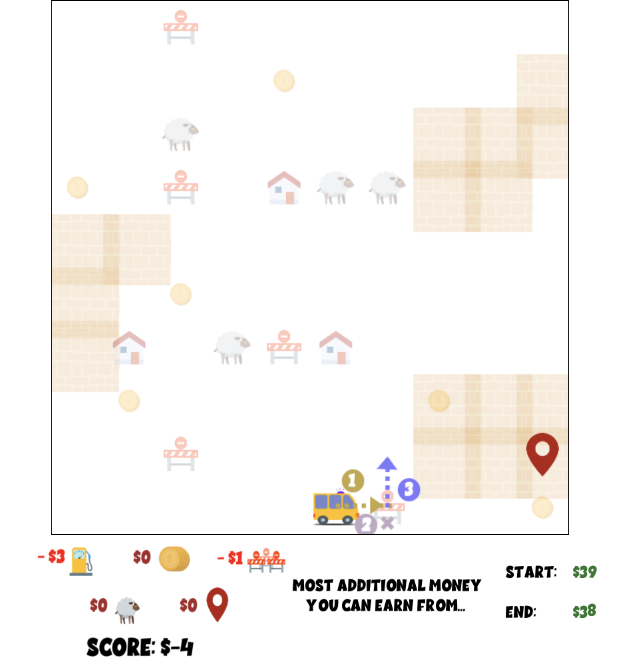 1
3
2
- $3
$0
- $1
$0
$0
SCORE: $-4
MOST ADDITIONAL MONEY
YOU CAN EARN FROM...
START: $39
END: $38